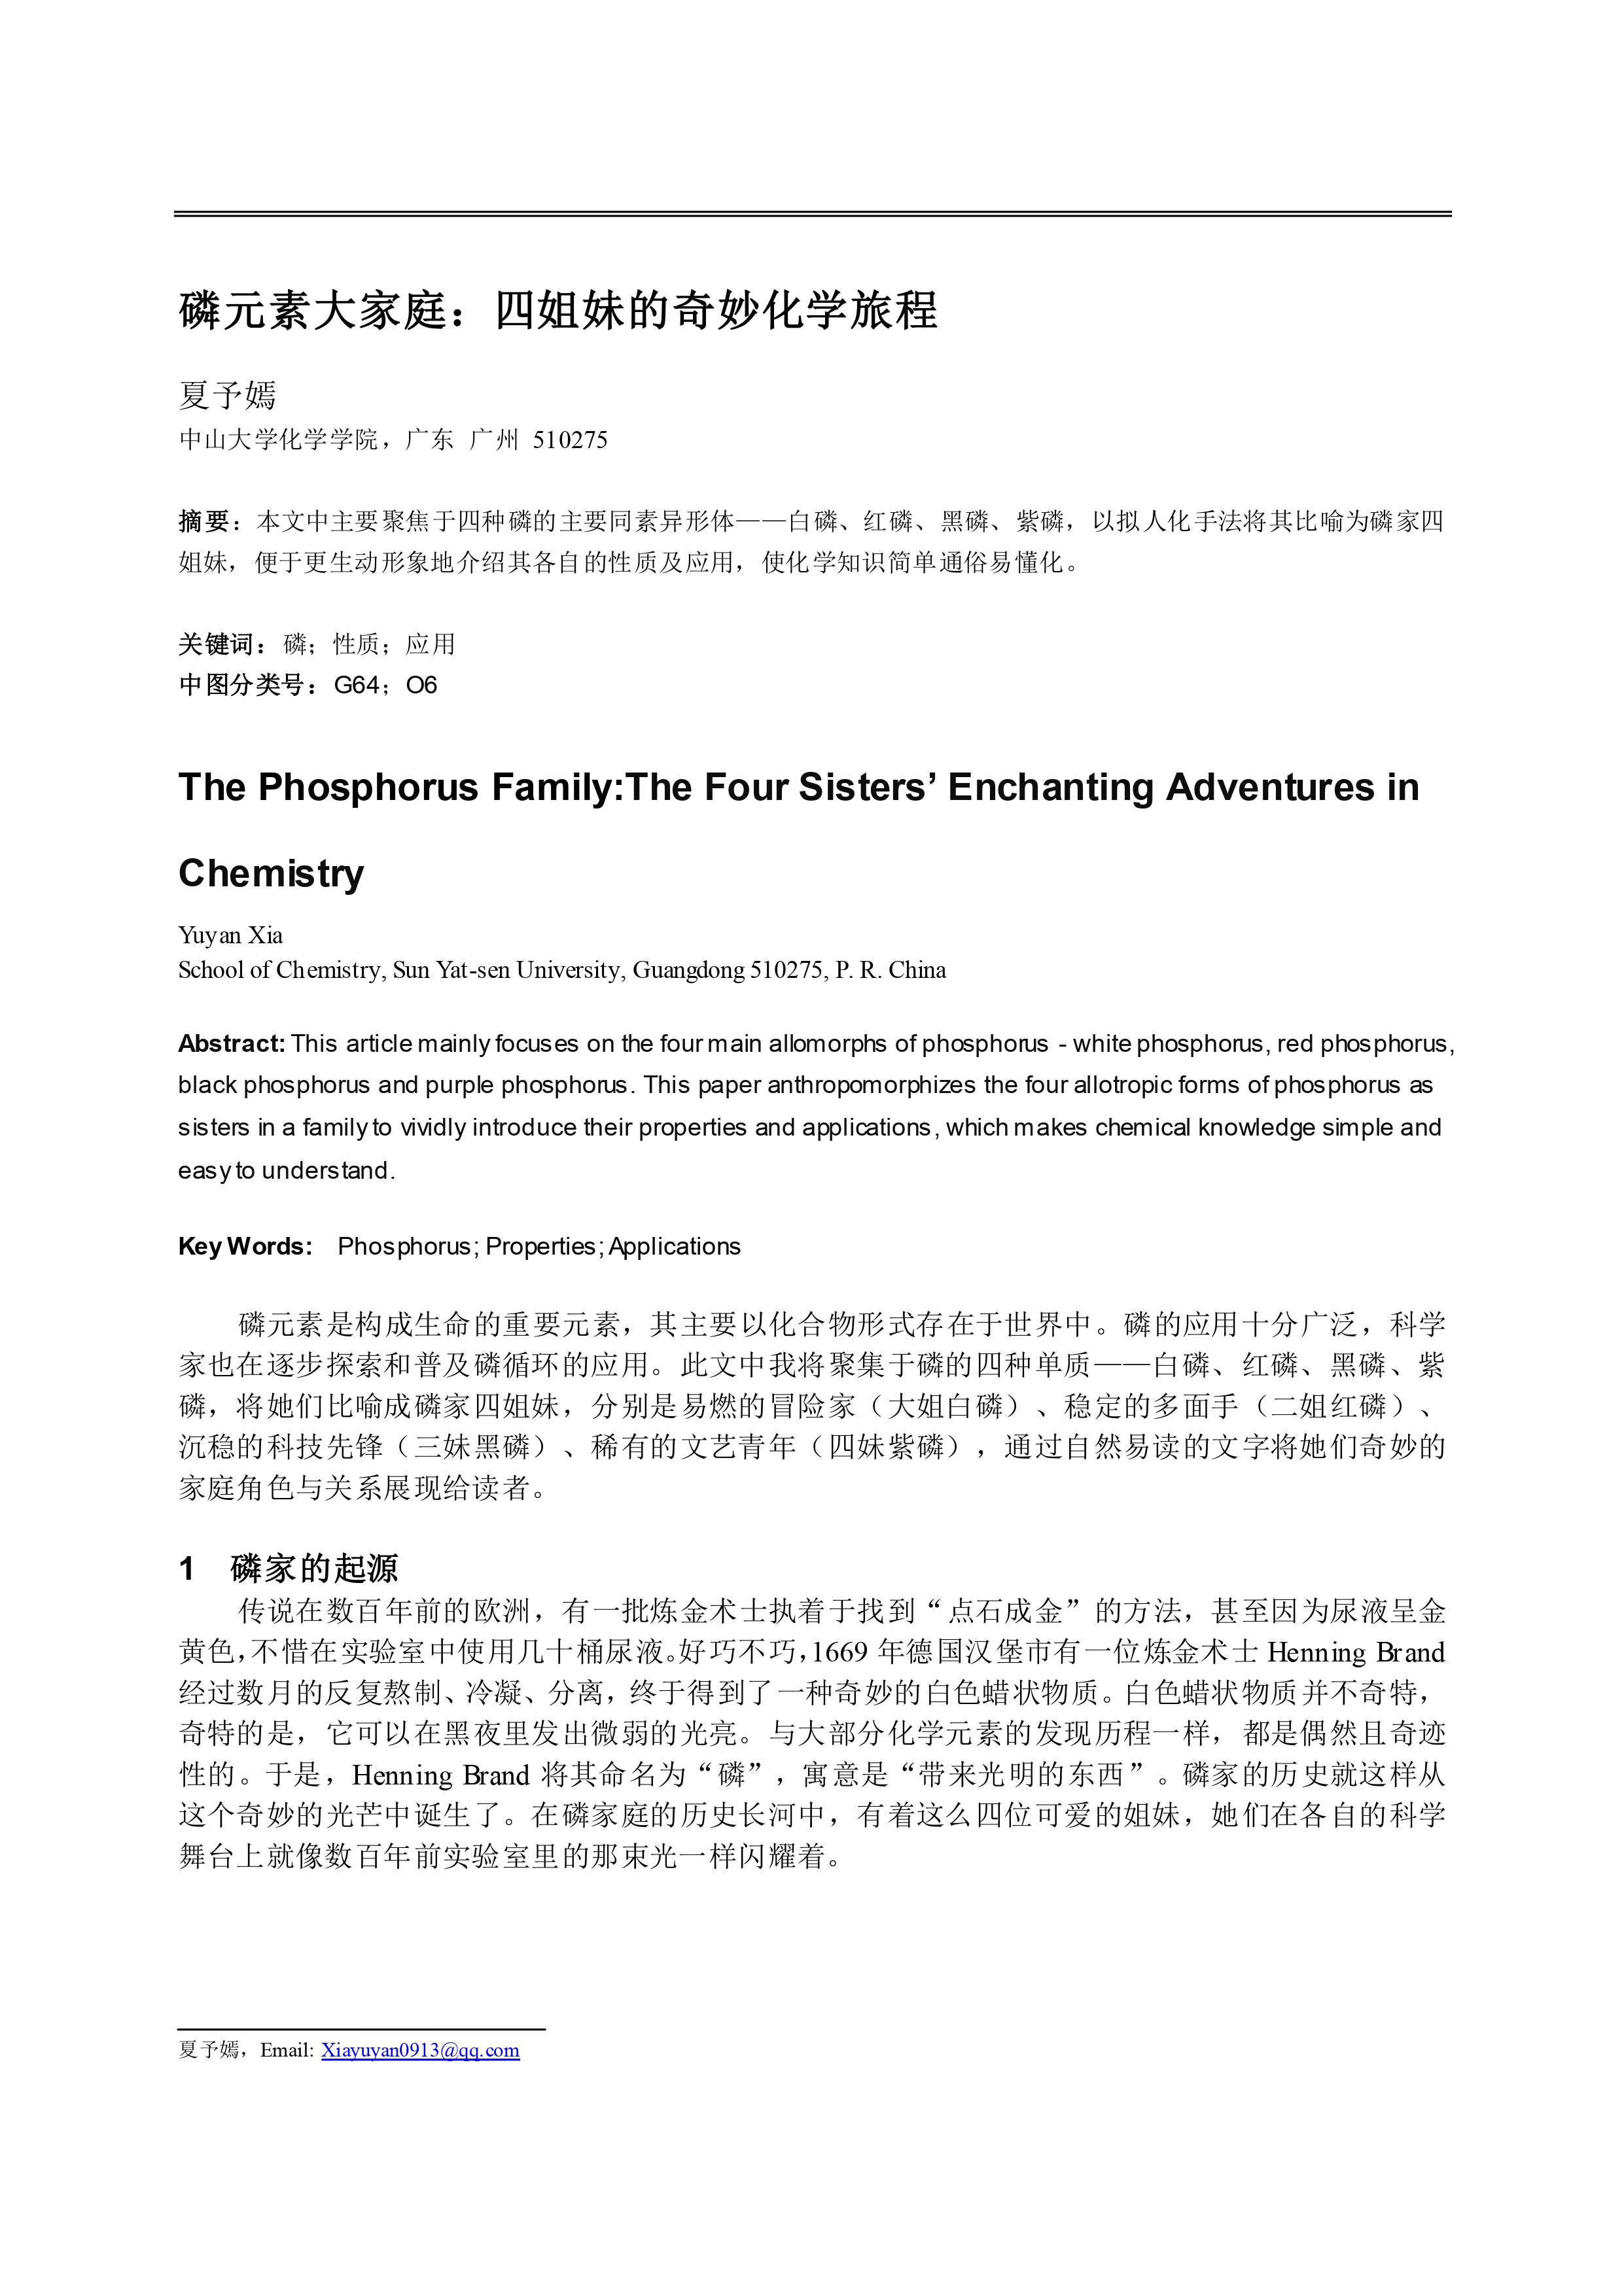 磷元素大家庭：四姐妹的奇妙化学旅程
夏予嫣
中山大学化学学院，广东 广州 510275
摘要：本文中主要聚焦于四种磷的主要同素异形体——白磷、红磷、黑磷、紫磷，以拟人化手法将其比喻为磷家四
姐妹，便于更生动形象地介绍其各自的性质及应用，使化学知识简单通俗易懂化。
关键词：磷；性质；应用
中图分类号：G64；O6
The Phosphorus Family:The Four Sisters’ Enchanting Adventures in
Chemistry
Yuyan Xia
School of Chemistry, Sun Yat-sen University, Guangdong 510275, P. R. China
Abstract: This article mainly focuses on the four main allomorphs of phosphorus - white phosphorus, red phosphorus,
black phosphorus and purple phosphorus. This paper anthropomorphizes the four allotropic forms of phosphorus as
sisters in a family to vividly introduce their properties and applications, which makes chemical knowledge simple and
easy to understand.
Key Words: Phosphorus; Properties; Applications
磷元素是构成生命的重要元素，其主要以化合物形式存在于世界中。磷的应用十分广泛，科学
家也在逐步探索和普及磷循环的应用。此文中我将聚集于磷的四种单质——白磷、红磷、黑磷、紫
磷，将她们比喻成磷家四姐妹，分别是易燃的冒险家（大姐白磷）、稳定的多面手（二姐红磷）、
沉稳的科技先锋（三妹黑磷）、稀有的文艺青年（四妹紫磷），通过自然易读的文字将她们奇妙的
家庭角色与关系展现给读者。
1 磷家的起源
传说在数百年前的欧洲，有一批炼金术士执着于找到“点石成金”的方法，甚至因为尿液呈金
黄色，不惜在实验室中使用几十桶尿液。好巧不巧，1669 年德国汉堡市有一位炼金术士 Henning Brand
经过数月的反复熬制、冷凝、分离，终于得到了一种奇妙的白色蜡状物质。白色蜡状物质并不奇特，
奇特的是，它可以在黑夜里发出微弱的光亮。与大部分化学元素的发现历程一样，都是偶然且奇迹
性的。于是，Henning Brand 将其命名为“磷”，寓意是“带来光明的东西”。磷家的历史就这样从
这个奇妙的光芒中诞生了。在磷家庭的历史长河中，有着这么四位可爱的姐妹，她们在各自的科学
舞台上就像数百年前实验室里的那束光一样闪耀着。
夏予嫣，Email: Xiayuyan0913@qq.com